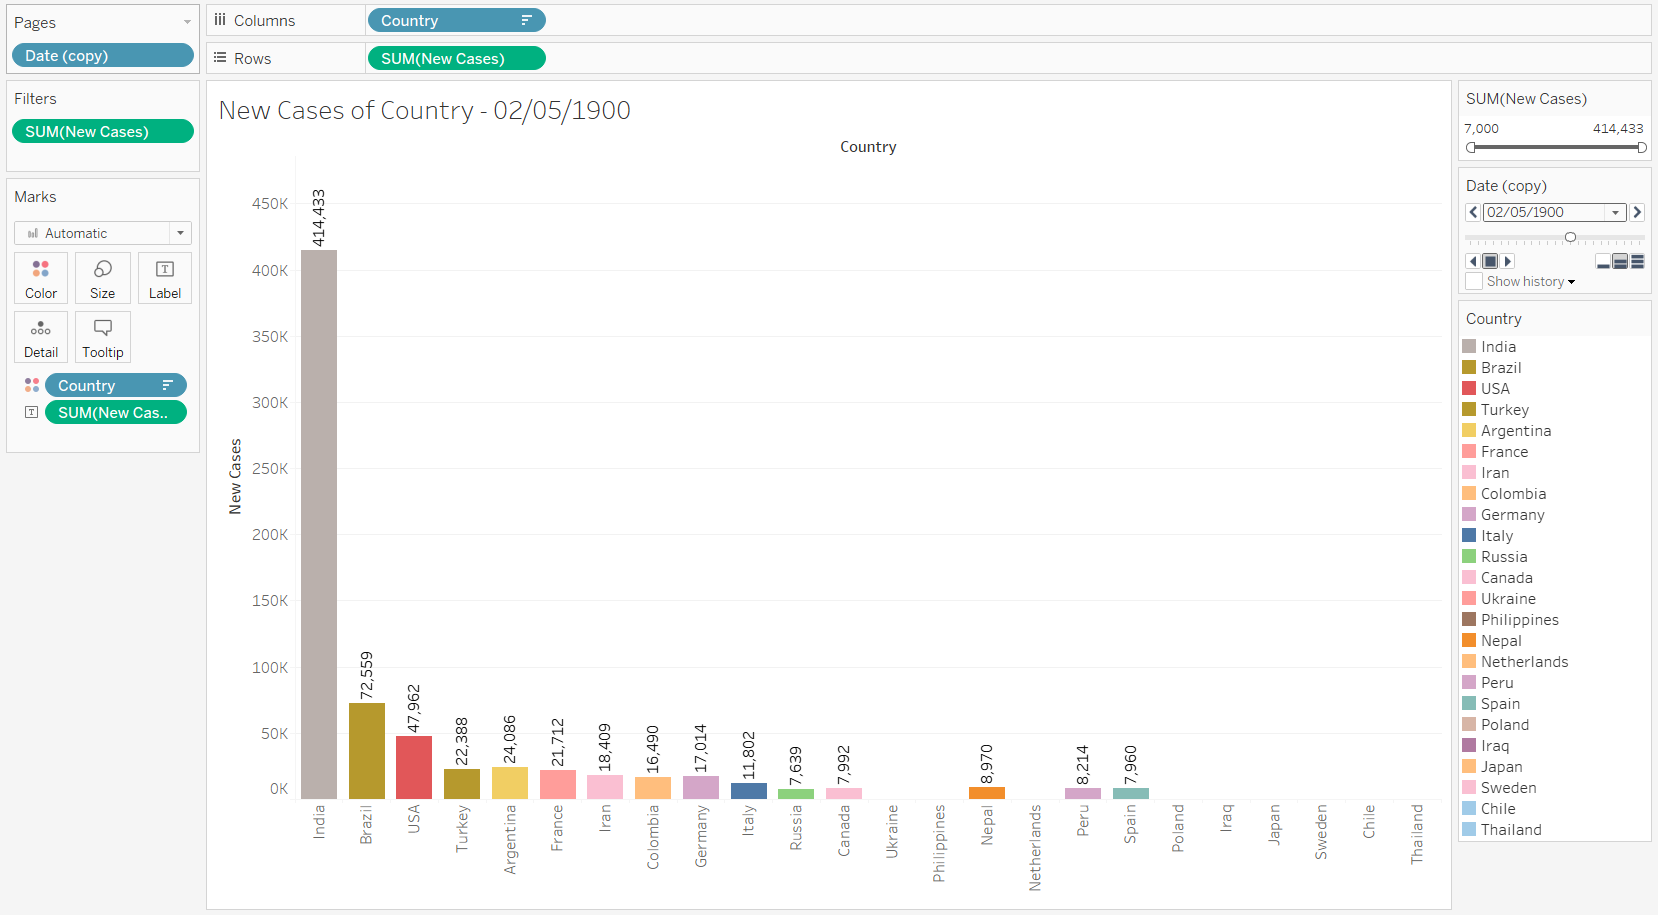 Pages
Date (copy)
Columns
Country
Rows
SUM(New Cases)
Filters
SUM(New Cases)
Marks
Automatic
Color
Size
Label
Detail
Tooltip
Country
SUM(New Cas..
New Cases of Country - 02/05/1900
Country
New Cases
450K
400K
350K
300K
250K
200K
150K
100K
50K
0K
414,433
72,559
47,962
22,388
24,086
21,712
18,409
16,490
17,014
11,802
7,639
7,992
8,970
8,214
7,960
India
Brazil
USA
Turkey
Argentina
France
Iran
Colombia
Germany
Italy
Russia
Canada
Ukraine
Philippines
Nepal
Netherlands
Peru
Spain
Poland
Iraq
Japan
Sweden
Chile
Thailand
SUM(New Cases)
7,000 414,433
Date (copy)
02/05/1900
Show history
Country
India
Brazil
USA
Turkey
Argentina
France
Iran
Colombia
Germany
Italy
Russia
Canada
Ukraine
Philippines
Nepal
Netherlands
Peru
Spain
Poland
Iraq
Japan
Sweden
Chile
Thailand